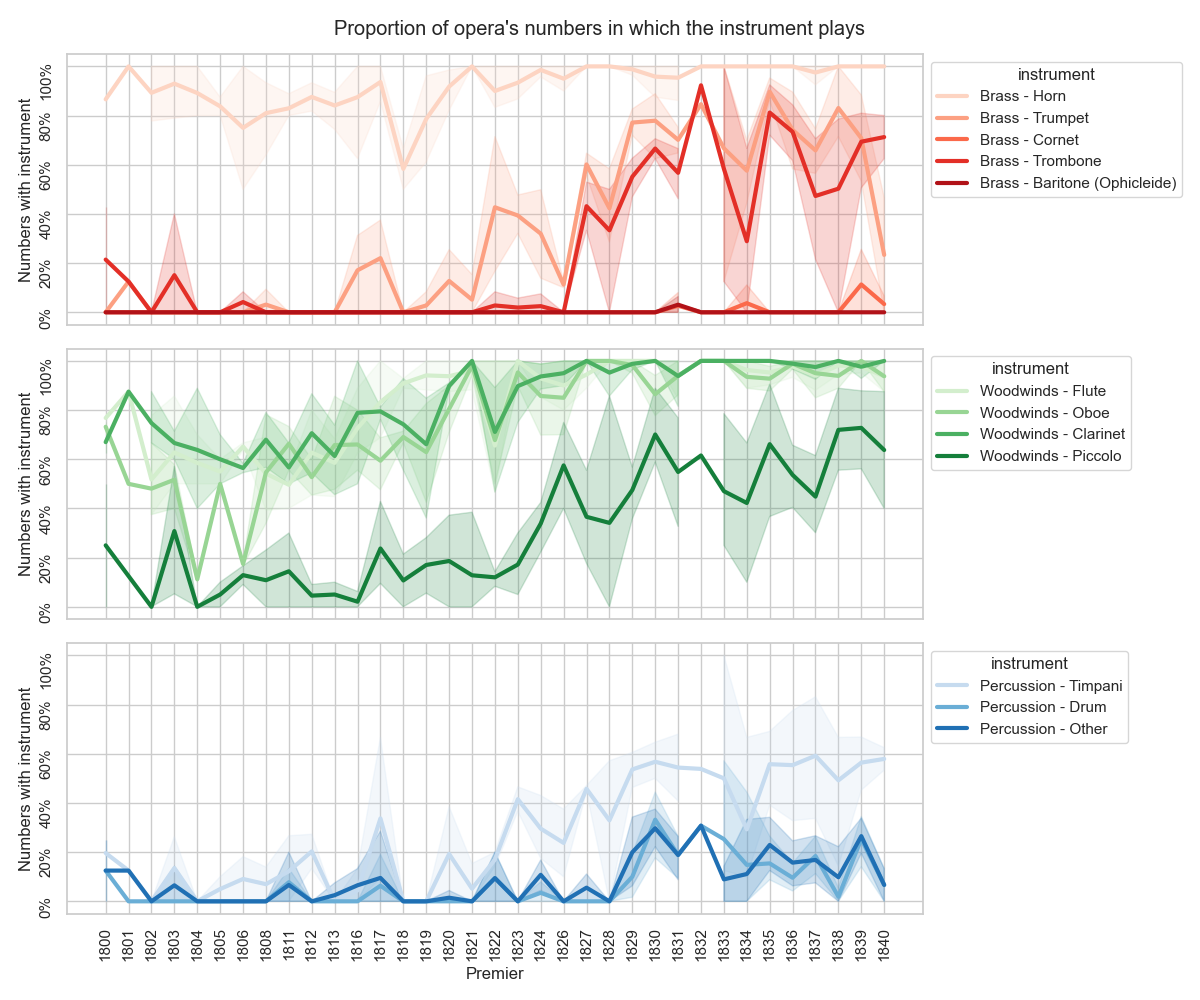 Proportion of opera's numbers in which the instrument plays
Numbers with instrument
100%
80%
60%
40%
20%
0%
instrument
Brass - Horn
Brass - Trumpet
Brass - Cornet
Brass - Trombone
Brass - Baritone (Ophicleide)
Numbers with instrument
100%
80%
60%
40%
20%
0%
instrument
Woodwinds - Flute
Woodwinds - Oboe
Woodwinds - Clarinet
Woodwinds - Piccolo
Numbers with instrument
100%
80%
60%
40%
20%
0%
instrument
Percussion - Timpani
Percussion - Drum
Percussion - Other
1800 1801 1802 1803 1804 1805 1806 1808 1811 1812 1813 1816 1817 1818 1819 1820 1821 1822 1823 1824 1826 1827 1828 1829 1830 1831 1832 1833 1834 1835 1836 1837 1838 1839 1840
Premier